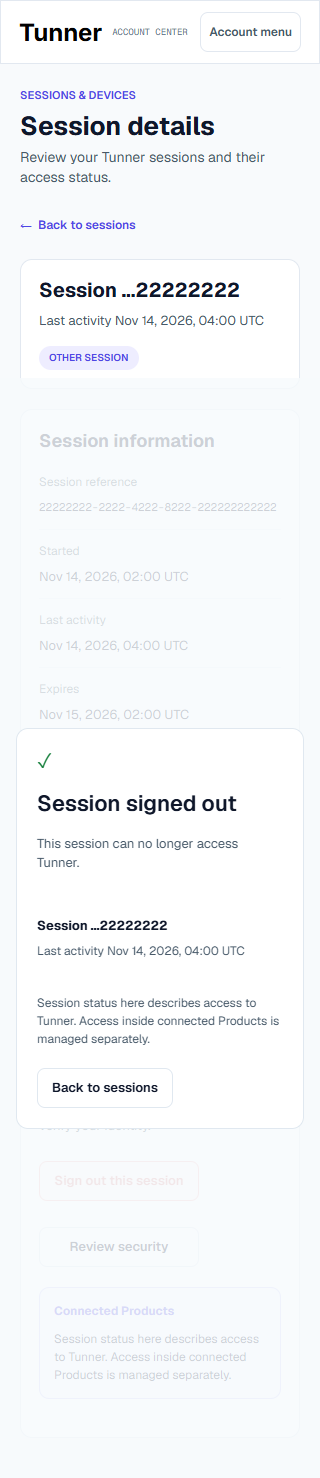 Tunner ACCOUNT CENTER Account menu
SESSIONS & DEVICES
Session details
Review your Tunner sessions and their
access status.
← Back to sessions
Session …22222222
Last activity Nov 14, 2026, 04:00 UTC
OTHER SESSION
Session information
Session reference
22222222-2222-4222-8222-222222222222
Started
Nov 14, 2026, 02:00 UTC
Last activity
Nov 14, 2026, 04:00 UTC
Expires
Nov 15, 2026, 02:00 UTC
✓
Session signed out
This session can no longer access
Tunner.
Session …22222222
Last activity Nov 14, 2026, 04:00 UTC
Session status here describes access to
Tunner. Access inside connected Products is
managed separately.
Back to sessions
verify your identity.
Sign out this session
Review security
Connected Products
Session status here describes access
to Tunner. Access inside connected
Products is managed separately.